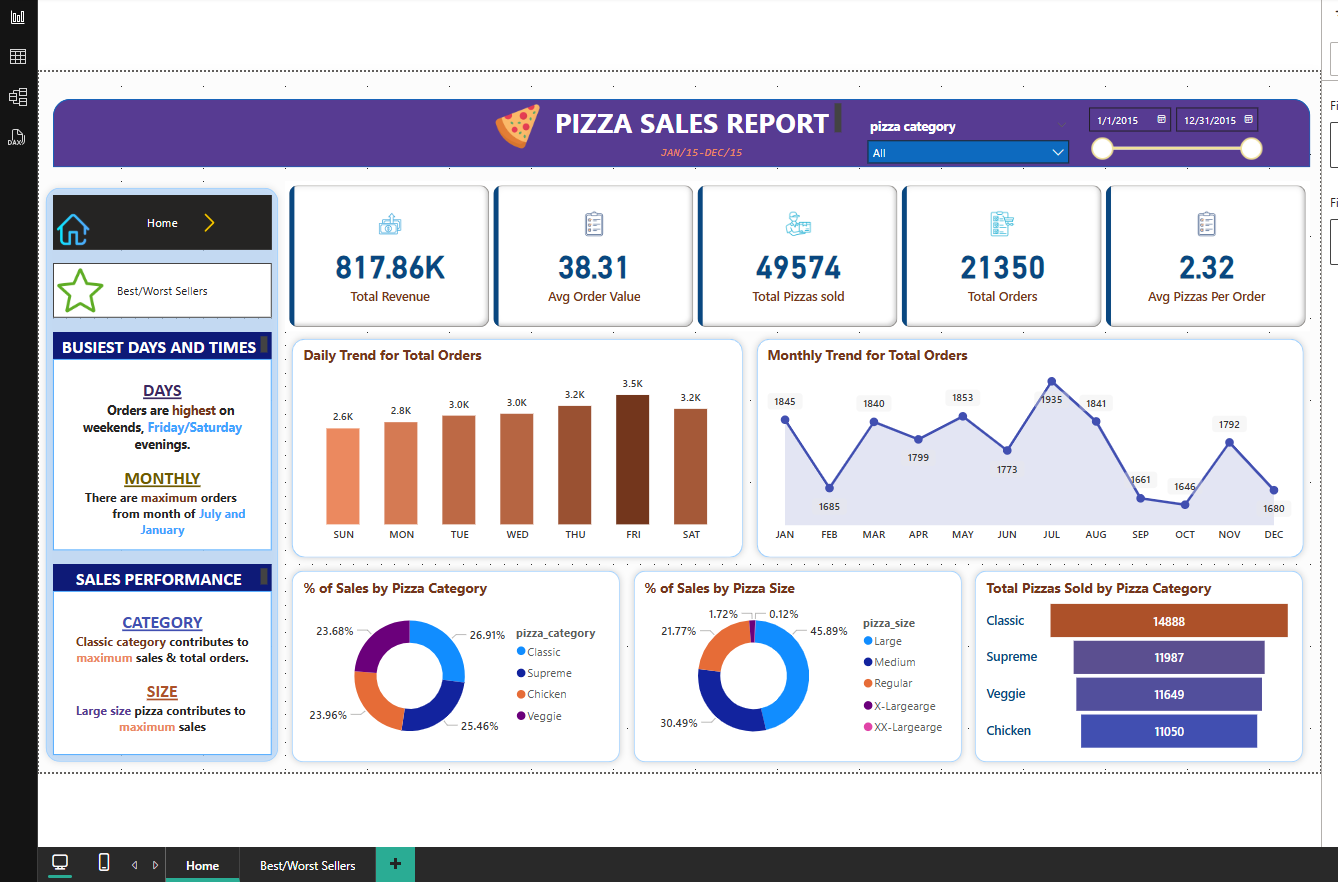 PIZZA SALES REPORT
JAN/15-DEC/15
pizza category
All
1/1/2015
12/31/2015
Home
Best/Worst Sellers
BUSIEST DAYS AND TIMES
DAYS
Orders are highest on
weekends, Friday/Saturday
evenings.
MONTHLY
There are maximum orders
from month of July and
January
SALES PERFORMANCE
CATEGORY
Classic category contributes to
maximum sales & total orders.
SIZE
Large size pizza contributes to
maximum sales
817.86K
Total Revenue
38.31
Avg Order Value
49574
Total Pizzas sold
21350
Total Orders
2.32
Avg Pizzas Per Order
Daily Trend for Total Orders
2.6K
2.8K
3.0K
3.0K
3.2K
3.5K
3.2K
SUN MON TUE WED THU FRI SAT
Monthly Trend for Total Orders
1845
1685
1840
1799
1853
1773
1935
1841
1661
1646
1792
1680
JAN FEB MAR APR MAY JUN JUL AUG SEP OCT NOV DEC
% of Sales by Pizza Category
23.68%
26.91%
23.96%
25.46%
pizza_category
Classic
Supreme
Chicken
Veggie
% of Sales by Pizza Size
1.72%
0.12%
21.77%
45.89%
30.49%
pizza_size
Large
Medium
Regular
X-Largearge
XX-Largearge
Total Pizzas Sold by Pizza Category
Classic 14888
Supreme 11987
Veggie 11649
Chicken 11050
DAX
Fi
Fi
Home
Best/Worst Sellers